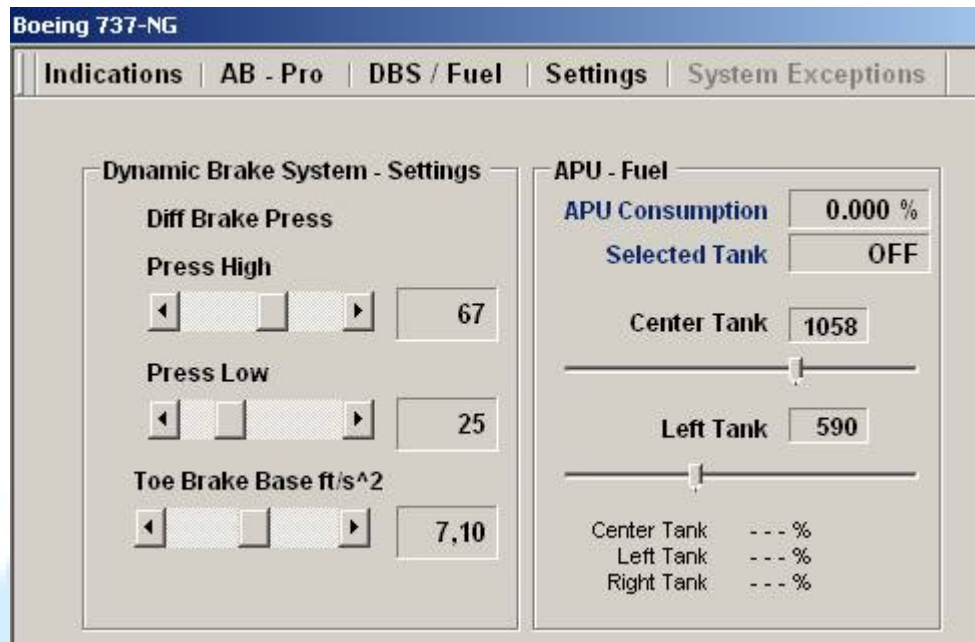 Boeing 737-NG
Indications | AB - Pro | DBS / Fuel | Settings | System Exceptions
Dynamic Brake System - Settings
Diff Brake Press
Press High
67
Press Low
25
Toe Brake Base ft/s^2
7,10
APU - Fuel
APU Consumption 0.000 %
Selected Tank OFF
Center Tank 1058
Left Tank 590
Center Tank - - - %
Left Tank - - - %
Right Tank - - - %